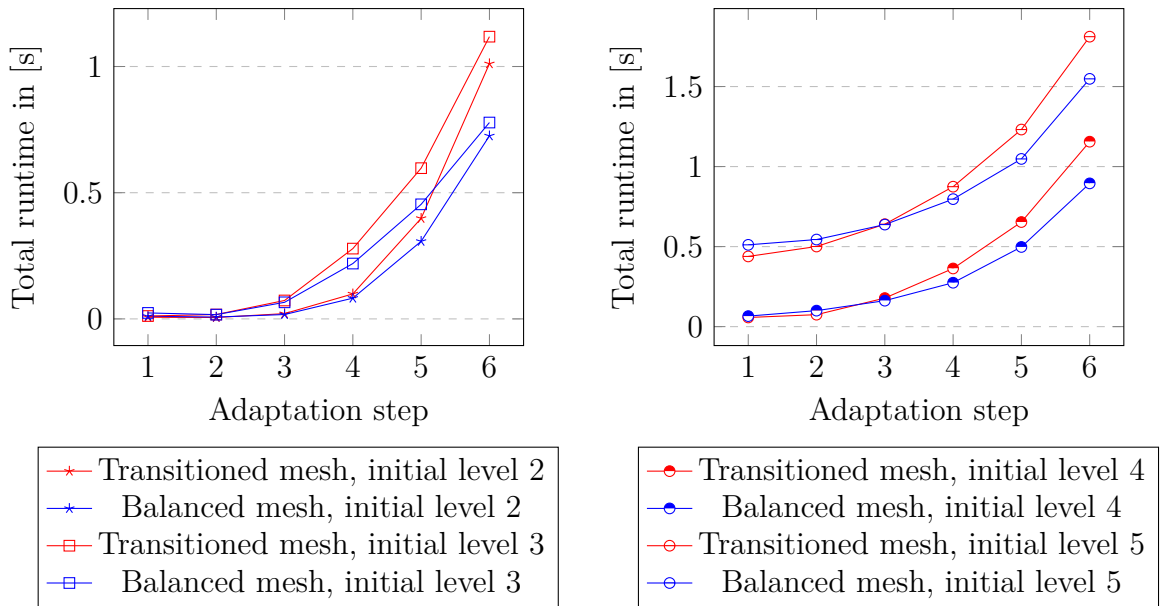 Total runtime in [s]
1
0.5
0
1 2 3 4 5 6
Adaptation step
Transitioned mesh, initial level 2
Balanced mesh, initial level 2
Transitioned mesh, initial level 3
Balanced mesh, initial level 3
Total runtime in [s]
1.5
1
0.5
0
1 2 3 4 5 6
Adaptation step
Transitioned mesh, initial level 4
Balanced mesh, initial level 4
Transitioned mesh, initial level 5
Balanced mesh, initial level 5